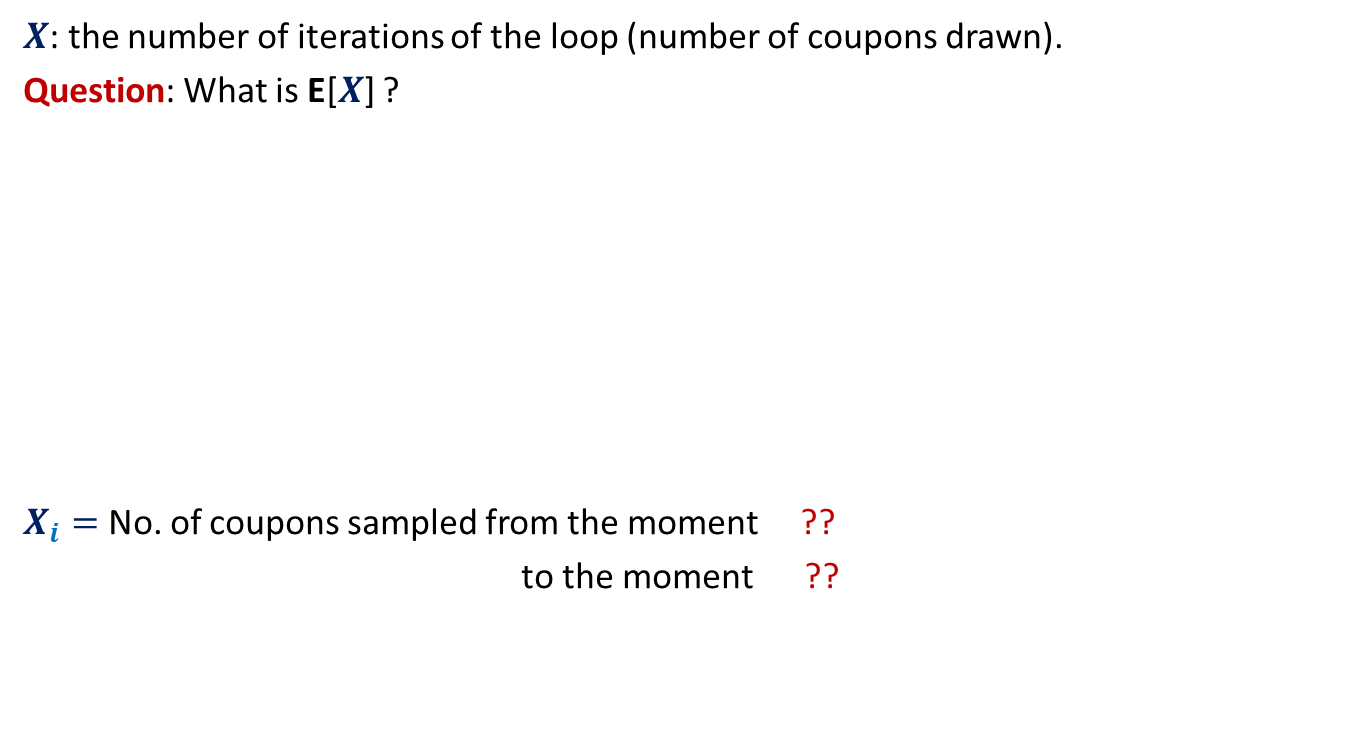 X: the number of iterations of the loop (number of coupons drawn).
Question: What is E[X] ?
Xᵢ = No. of coupons sampled from the moment ??
to the moment ??